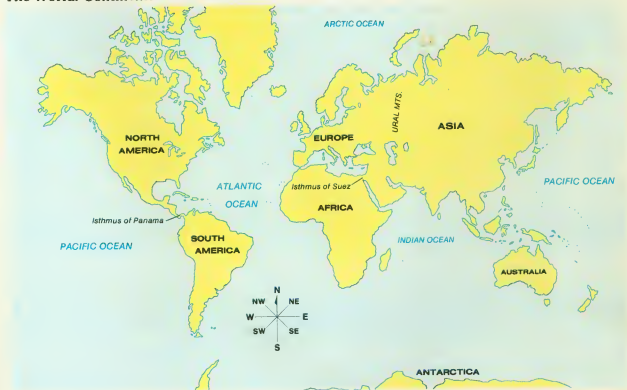 ARCTIC OCEAN
NORTH
AMERICA
EUROPE
URAL MTS.
ASIA
ATLANTIC
OCEAN
Isthmus of Suez
AFRICA
PACIFIC OCEAN
Isthmus of Panama
PACIFIC OCEAN
SOUTH
AMERICA
INDIAN OCEAN
AUSTRALIA
N
NW NE
W E
SW SE
S
ANTARCTICA